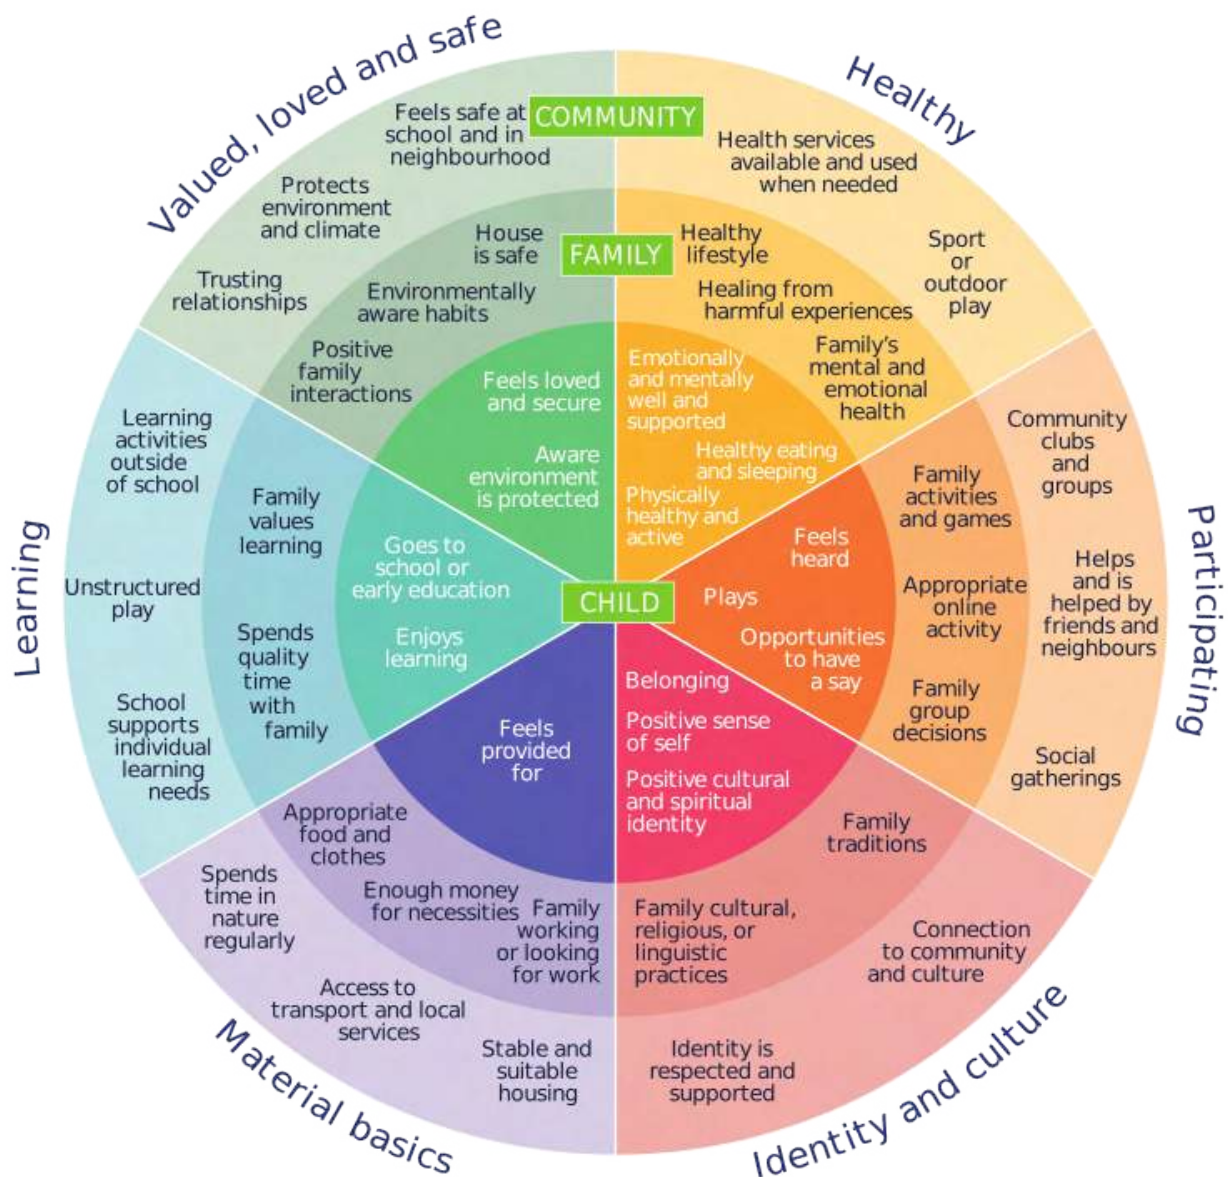 Valued, loved and safe
Healthy
COMMUNITY
Feels safe at
school and in
neighbourhood
Protects
environment
and climate
Trusting
relationships
FAMILY
House
is safe
Environmentally
aware habits
Positive
family
interactions
Feels loved
and secure
Aware
environment
is protected
Health services
available and used
when needed
Sport
or
outdoor
play
Healthy
lifestyle
Healing from
harmful experiences
Family's
mental and
emotional
health
Emotionally
and mentally
well and
supported
Healthy eating
and sleeping
Physically
healthy and
active
Learning
Learning
activities
outside
of school
Unstructured
play
School
supports
individual
learning
needs
Family
values
learning
Spends
quality
time
with
family
Goes to
school or
early education
Enjoys
learning
CHILD
Feels
heard
Plays
Opportunities
to have
a say
Family
activities
and games
Appropriate
online
activity
Family
group
decisions
Community
clubs
and
groups
Helps
and is
helped by
friends and
neighbours
Social
gatherings
Participating
Feels
provided
for
Appropriate
food and
clothes
Enough money
for necessities
Family
working
or looking
for work
Spends
time in
nature
regularly
Access to
transport and local
services
Stable and
suitable
housing
Material basics
Belonging
Positive sense
of self
Positive cultural
and spiritual
identity
Family
traditions
Family cultural,
religious, or
linguistic
practices
Connection
to community
and culture
Identity is
respected and
supported
Identity and culture